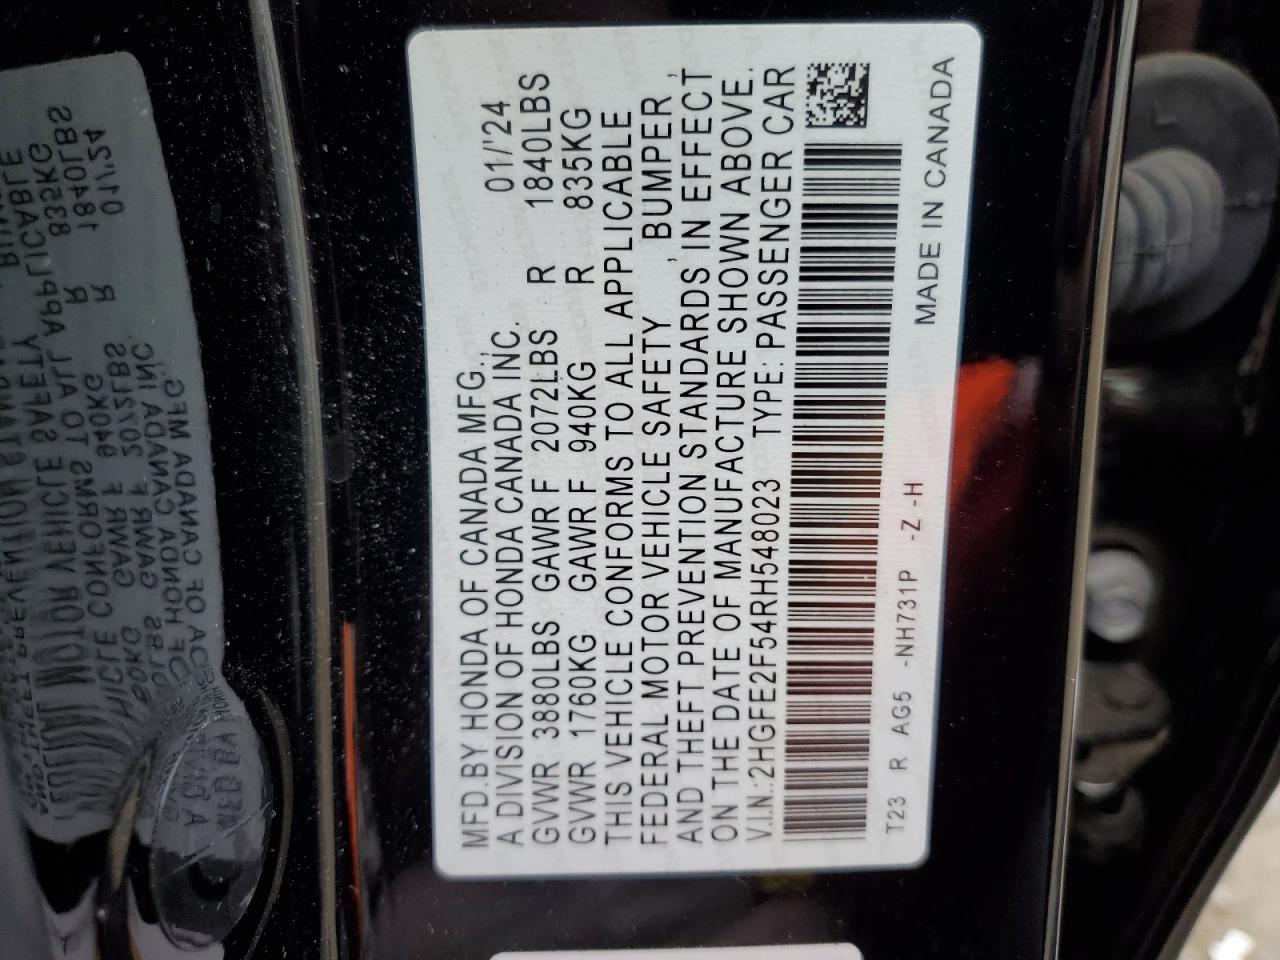 MFD.BY HONDA OF CANADA MFG., 01/'24
A DIVISION OF HONDA CANADA INC.
GVWR 3880LBS GAWR F 2072LBS R 1840LBS
GVWR 1760KG GAWR F 940KG R 835KG
THIS VEHICLE CONFORMS TO ALL APPLICABLE
FEDERAL MOTOR VEHICLE SAFETY , BUMPER ,
AND THEFT PREVENTION STANDARDS IN EFFECT
ON THE DATE OF MANUFACTURE SHOWN ABOVE.
V.I.N.:2HGFE2F54RH548023 TYPE: PASSENGER CAR
T23 R AG5 -NH731P -Z -H MADE IN CANADA